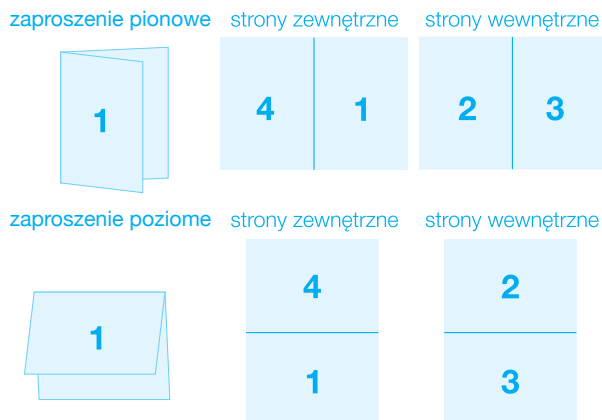 zaproszenie pionowe strony zewnętrzne strony wewnętrzne
1 4 1 2 3
zaproszenie poziome strony zewnętrzne strony wewnętrzne
4 2
1
1 3